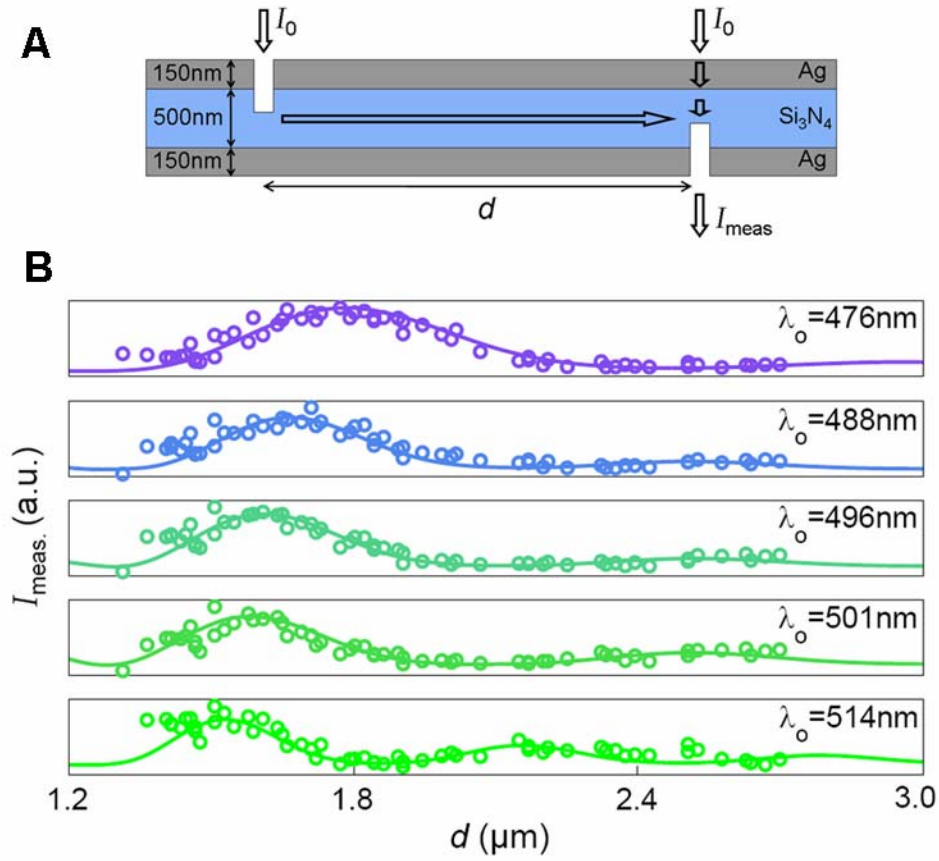 A
I0
I0
150nm
Ag
500nm
Si3N4
150nm
Ag
d
Imeas
B
λo=476nm
λo=488nm
λo=496nm
λo=501nm
λo=514nm
Imeas. (a.u.)
1.2
1.8
2.4
3.0
d (μm)